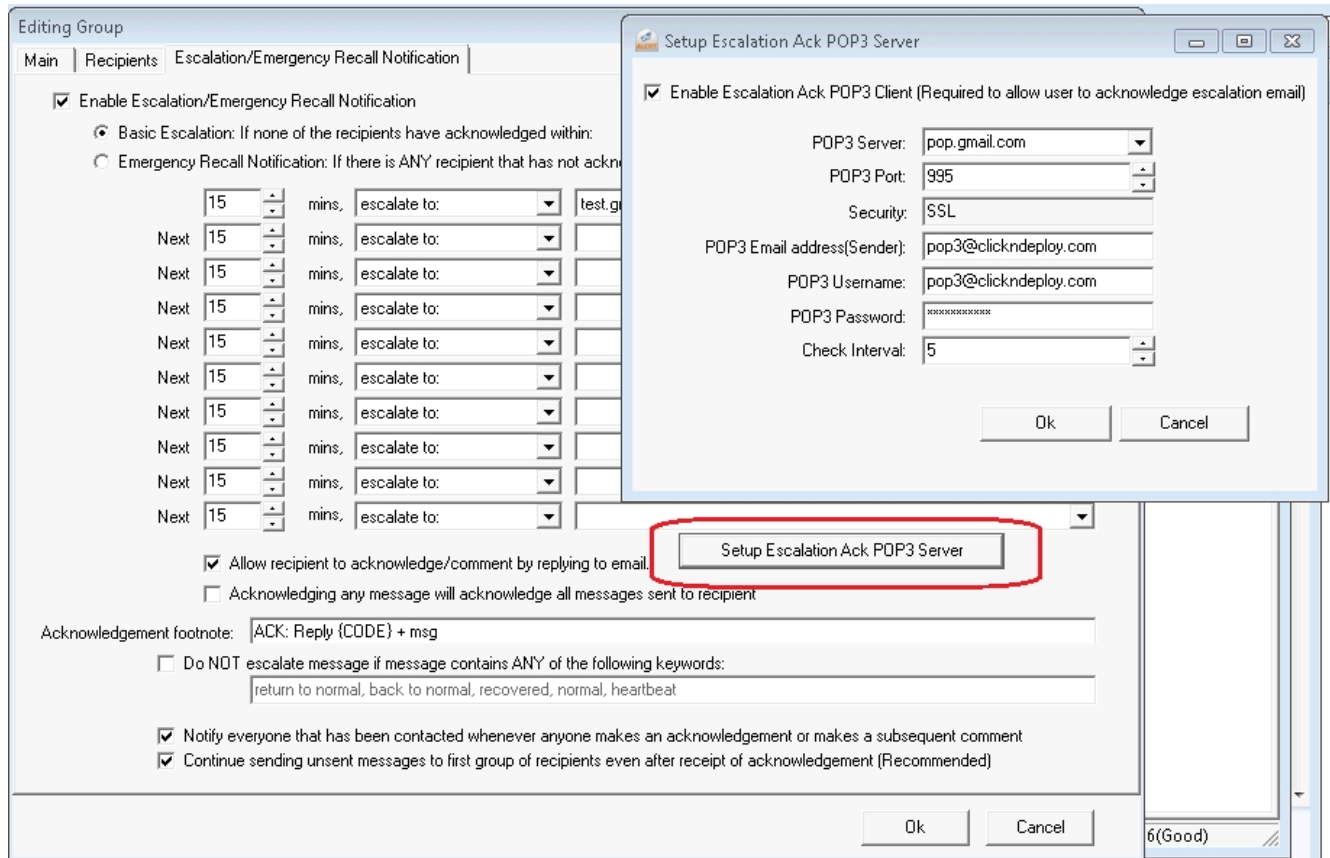 Editing Group
Main Recipients Escalation/Emergency Recall Notification
Enable Escalation/Emergency Recall Notification
Basic Escalation: If none of the recipients have acknowledged within:
Emergency Recall Notification: If there is ANY recipient that has not
15 mins, escalate to:
Next 15 mins, escalate to:
Next 15 mins, escalate to:
Next 15 mins, escalate to:
Next 15 mins, escalate to:
Next 15 mins, escalate to:
Next 15 mins, escalate to:
Next 15 mins, escalate to:
Next 15 mins, escalate to:
Next 15 mins, escalate to:
Allow recipient to acknowledge/comment by replying to email.
Setup Escalation Ack POP3 Server
Acknowledging any message will acknowledge all messages sent to recipient
Acknowledgement footnote: ACK: Reply {CODE} + msg
Do NOT escalate message if message contains ANY of the following keywords:
return to normal, back to normal, recovered, normal, heartbeat
Notify everyone that has been contacted whenever anyone makes an acknowledgement or makes a subsequent comment
Continue sending unsent messages to first group of recipients even after receipt of acknowledgement (Recommended)
Ok Cancel
6(Good)
ALERT Setup Escalation Ack POP3 Server
Enable Escalation Ack POP3 Client (Required to allow user to acknowledge escalation email)
POP3 Server: pop.gmail.com
POP3 Port: 995
Security: SSL
POP3 Email address(Sender): pop3@clickndeploy.com
POP3 Username: pop3@clickndeploy.com
POP3 Password: ***********
Check Interval: 5
Ok Cancel